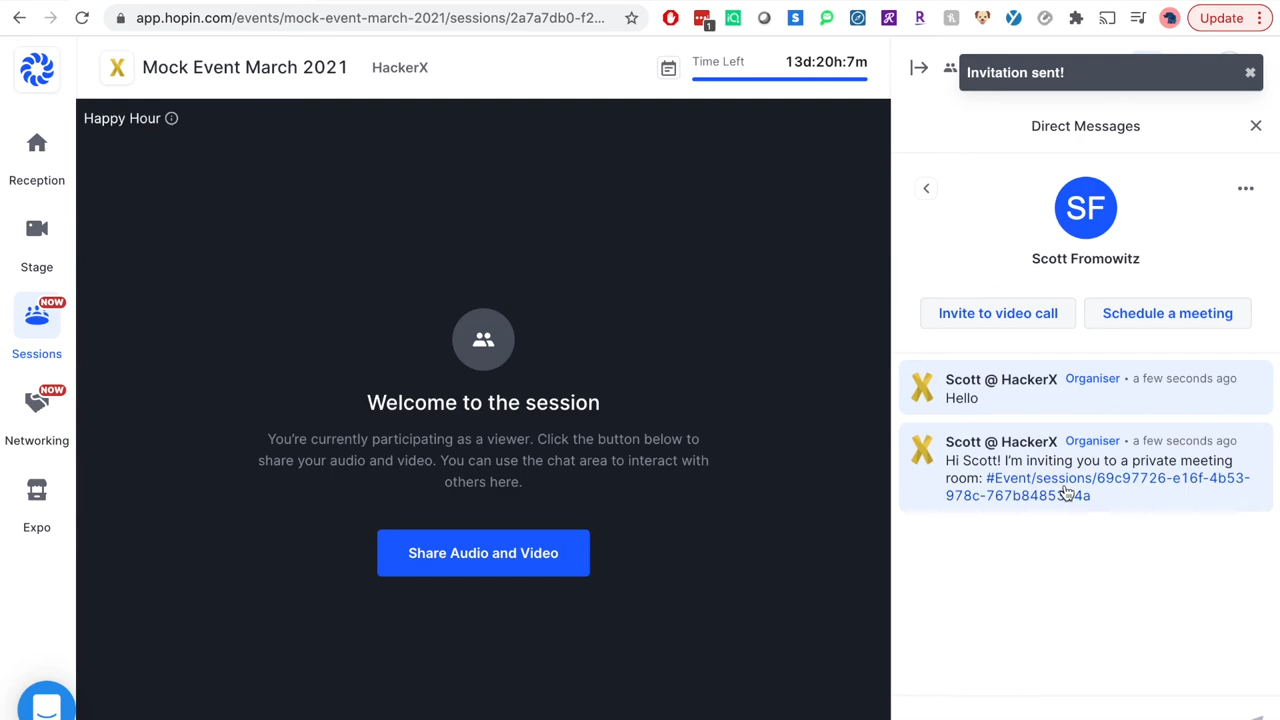 app.hopin.com/events/mock-event-march-2021/sessions/2a7a7db0-f2...
1
Update
Mock Event March 2021
HackerX
Time Left
13d:20h:7m
Invitation sent!
Happy Hour
Direct Messages
Reception
SF
Scott Fromowitz
Stage
NOW
Sessions
Invite to video call
Schedule a meeting
Scott @ HackerX Organiser • a few seconds ago
Hello
NOW
Networking
Welcome to the session
You're currently participating as a viewer. Click the button below to
share your audio and video. You can use the chat area to interact with
others here.
Scott @ HackerX Organiser • a few seconds ago
Hi Scott! I'm inviting you to a private meeting
room: #Event/sessions/69c97726-e16f-4b53-
Expo
Share Audio and Video